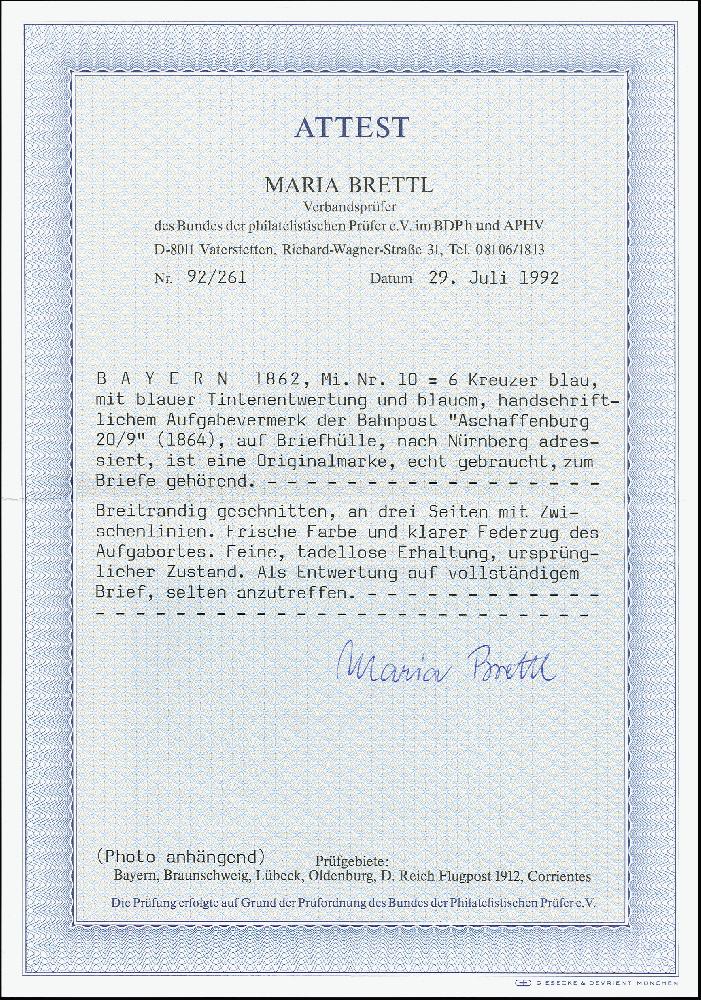 ATTEST
MARIA BRETTL
Verbandsprüfer
des Bundes der philatelistischen Prüfer e.V. im BDPh und APHV
D-8011 Vaterstetten, Richard-Wagner-Straße 31, Tel. 08106/1813
Nr. 92/261 Datum 29. Juli 1992
B A Y E R N 1862, Mi.Nr. 10 = 6 Kreuzer blau,
mit blauer Tintenentwertung und blauem, handschrift-
lichem Aufgabevermerk der Bahnpost "Aschaffenburg
20/9" (1864), auf Briefhülle, nach Nürnberg adres-
siert, ist eine Originalmarke, echt gebraucht, zum
Briefe gehörend. - - - - - - - - - - - - - - - - -
Breitrandig geschnitten, an drei Seiten mit Zwi-
schenlinien. Frische Farbe und klarer Federzug des
Aufgabortes. Feine, tadellose Erhaltung, ursprüng-
licher Zustand. Als Entwertung auf vollständigem
Brief, selten anzutreffen. - - - - - - - - - - - -
- - - - - - - - - - - - - - - - - - - - - - - - -
Maria Brettl
(Photo anhängend) Prüfgebiete:
Bayern, Braunschweig, Lübeck, Oldenburg, D. Reich Flugpost 1912, Corrientes
Die Prüfung erfolgte auf Grund der Prüfordnung des Bundes der Philatelistischen Prüfer e.V.
GIESECKE & DEVRIENT MÜNCHEN